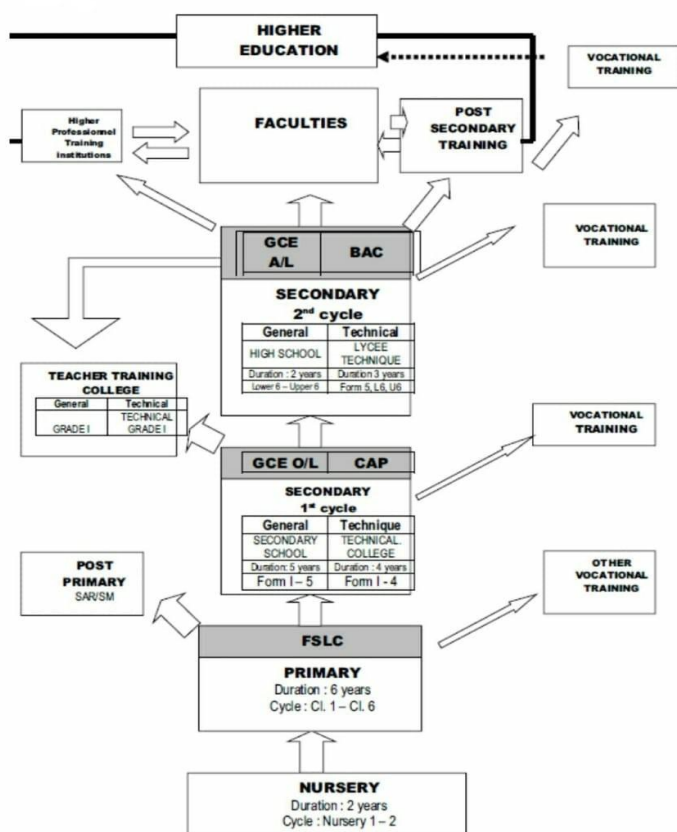 HIGHER
EDUCATION
VOCATIONAL
TRAINING
Higher
Professionnel
Training
institutions
FACULTIES
POST
SECONDARY
TRAINING
GCE
A/L
BAC
VOCATIONAL
TRAINING
SECONDARY
2nd cycle
General Technical
HIGH SCHOOL LYCEE
TECHNIQUE
Duration : 2 years Duration 3 years
Lower 6 – Upper 6 Form 5, L6, U6
TEACHER TRAINING
COLLEGE
General Technical
TECHNICAL
GRADE I GRADE I
VOCATIONAL
TRAINING
GCE O/L CAP
SECONDARY
1st cycle
General Technique
SECONDARY TECHNICAL.
SCHOOL COLLEGE
Duration: 5 years Duration : 4 years
Form I – 5 Form I - 4
POST
PRIMARY
SAR/SM
OTHER
VOCATIONAL
TRAINING
FSLC
PRIMARY
Duration : 6 years
Cycle : Cl. 1 – Cl. 6
NURSERY
Duration : 2 years
Cycle : Nursery 1 – 2